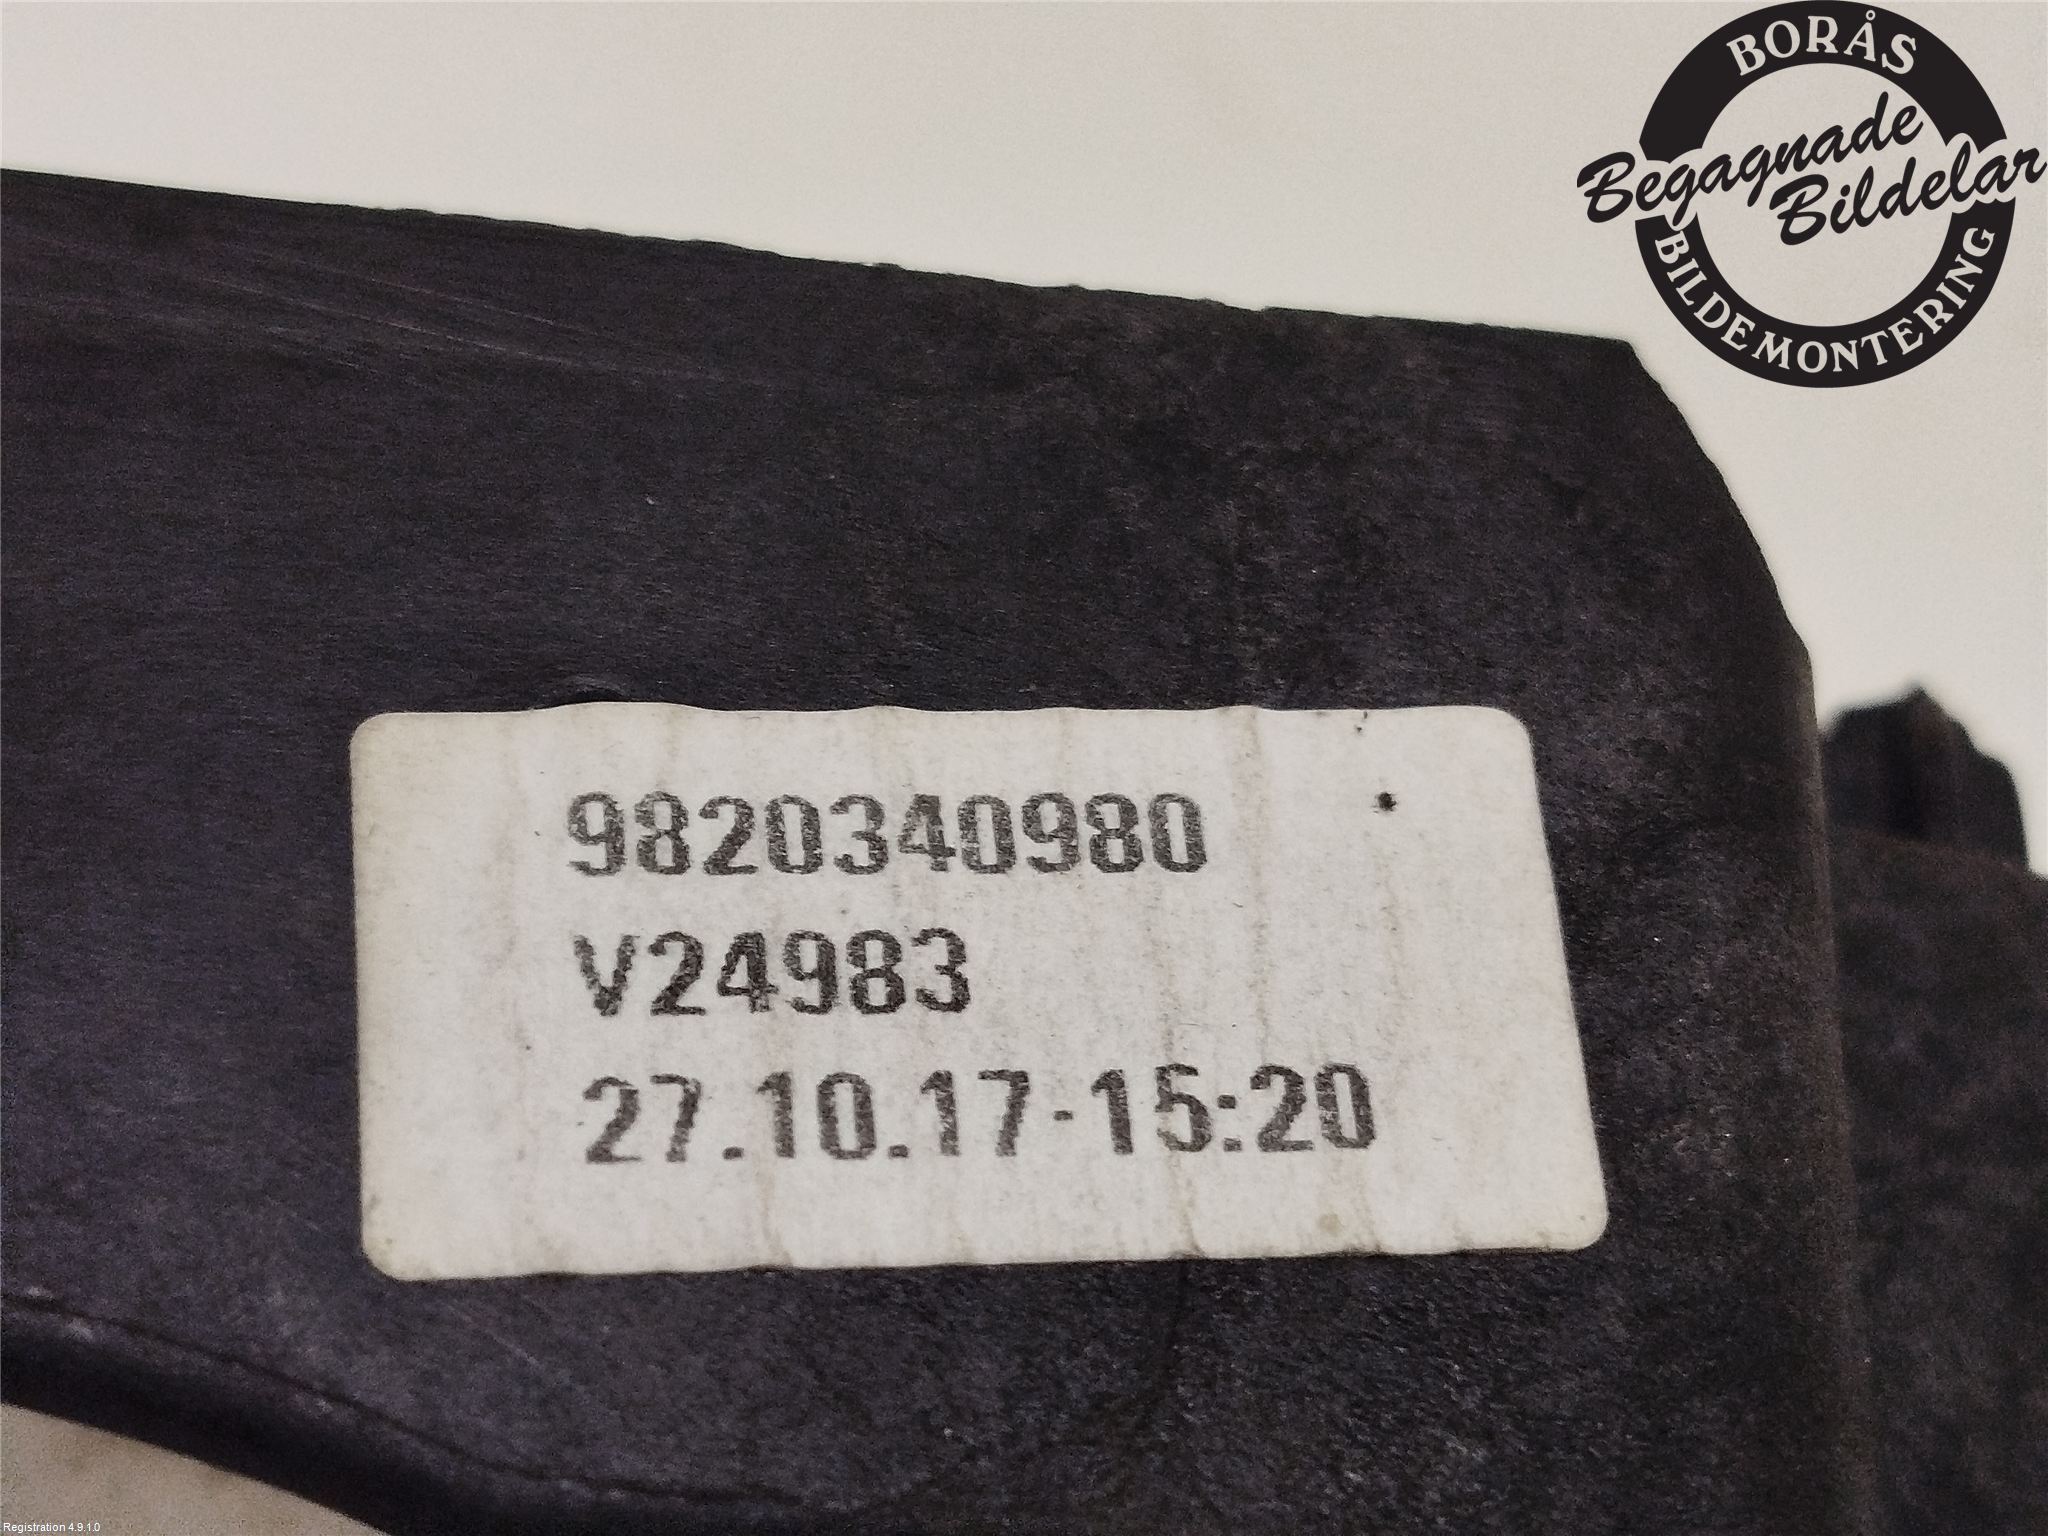 BORÅS
Begagnade
Bildelar
BILDEMONTERING
9820340980
V24983
27.10.17-15:20
Registration 4.9.1.0